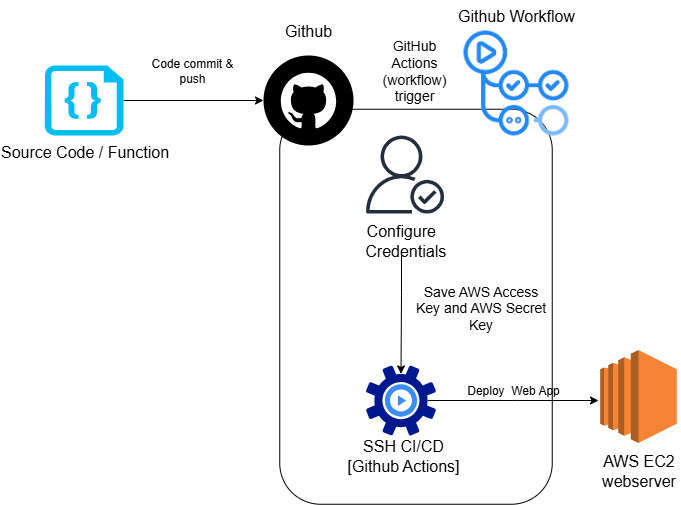 Github Workflow
Github
Code commit &
push
GitHub
Actions
(workflow)
trigger
Source Code / Function
Configure
Credentials
Save AWS Access
Key and AWS Secret
Key
Deploy Web App
SSH CI/CD
[Github Actions]
AWS EC2
webserver